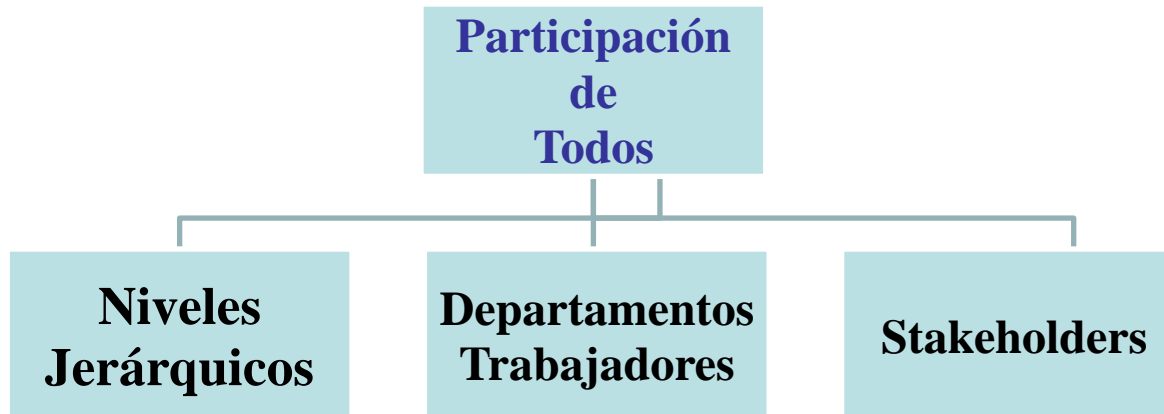 Participación
de
Todos
Niveles
Jerárquicos
Departamentos
Trabajadores
Stakeholders